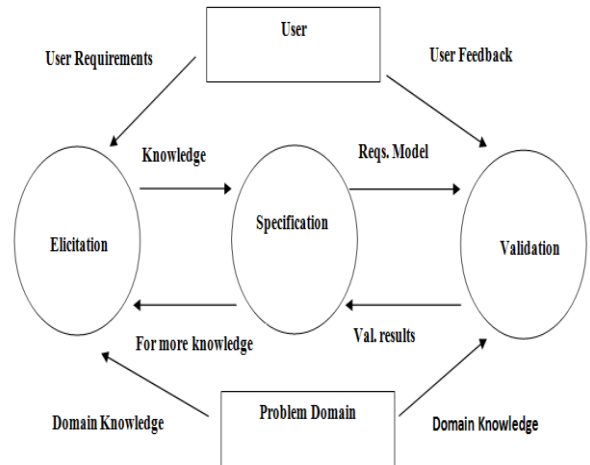 User
User Requirements
User Feedback
Knowledge
Reqs. Model
Elicitation
Specification
Validation
For more knowledge
Val. results
Domain Knowledge
Problem Domain
Domain Knowledge